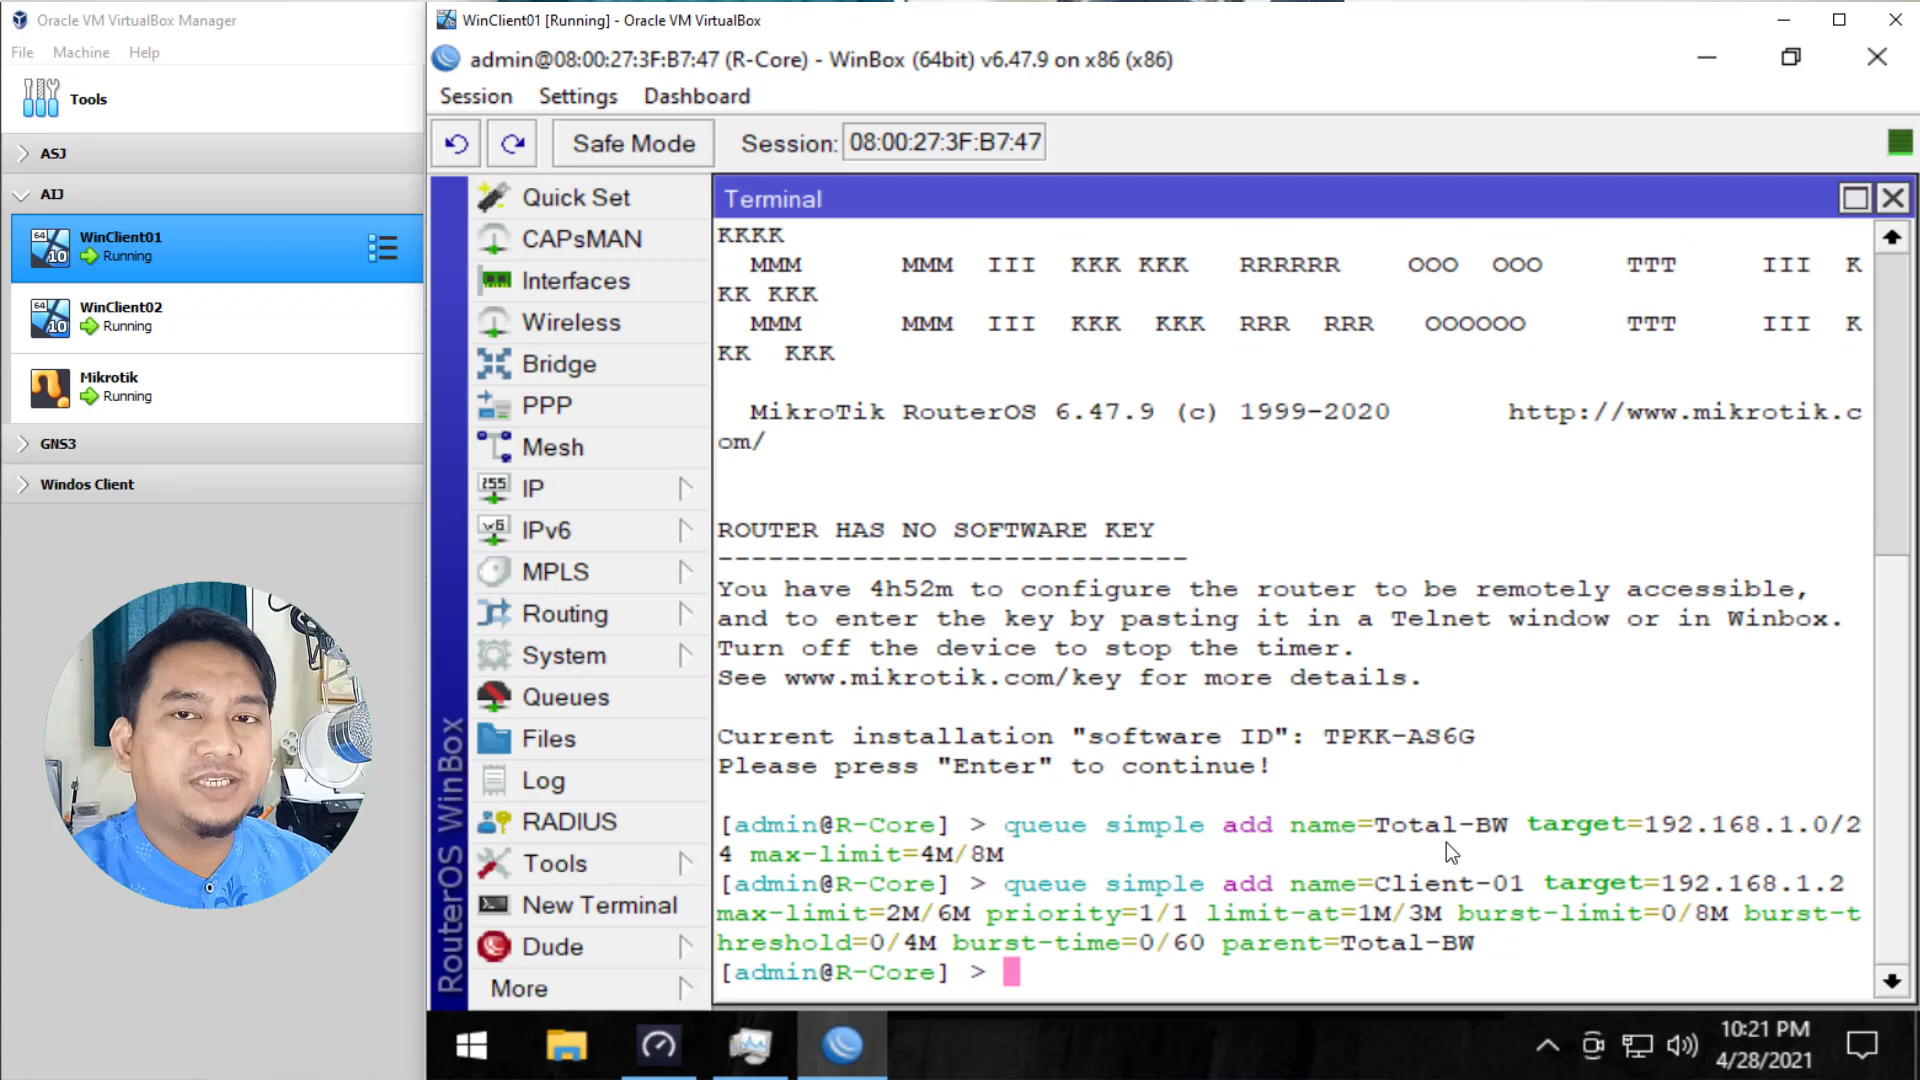 Oracle VM VirtualBox Manager
File Machine Help
Tools
ASJ
AIJ
WinClient01
Running
WinClient02
Running
Mikrotik
Running
GNS3
Windos Client
WinClient01 [Running] - Oracle VM VirtualBox
admin@08:00:27:3F:B7:47 (R-Core) - WinBox (64bit) v6.47.9 on x86 (x86)
Session Settings Dashboard
Safe Mode Session: 08:00:27:3F:B7:47
RouterOS WinBox
Quick Set
CAPsMAN
Interfaces
Wireless
Bridge
PPP
Mesh
IP
IPv6
MPLS
Routing
System
Queues
Files
Log
RADIUS
Tools
New Terminal
Dude
More
Terminal
KKKK
MMM MMM III KKK KKK RRRRRR OOO OOO TTT III K
KK KKK
MMM MMM III KKK KKK RRR RRR OOOOOO TTT III K
KK KKK
MikroTik RouterOS 6.47.9 (c) 1999-2020 http://www.mikrotik.c
om/
ROUTER HAS NO SOFTWARE KEY
----------------------------
You have 4h52m to configure the router to be remotely accessible,
and to enter the key by pasting it in a Telnet window or in Winbox.
Turn off the device to stop the timer.
See www.mikrotik.com/key for more details.
Current installation "software ID": TPKK-AS6G
Please press "Enter" to continue!
[admin@R-Core] > queue simple add name=Total-BW target=192.168.1.0/2
4 max-limit=4M/8M
[admin@R-Core] > queue simple add name=Client-01 target=192.168.1.2
max-limit=2M/6M priority=1/1 limit-at=1M/3M burst-limit=0/8M burst-t
hreshold=0/4M burst-time=0/60 parent=Total-BW
[admin@R-Core] >
10:21 PM
4/28/2021